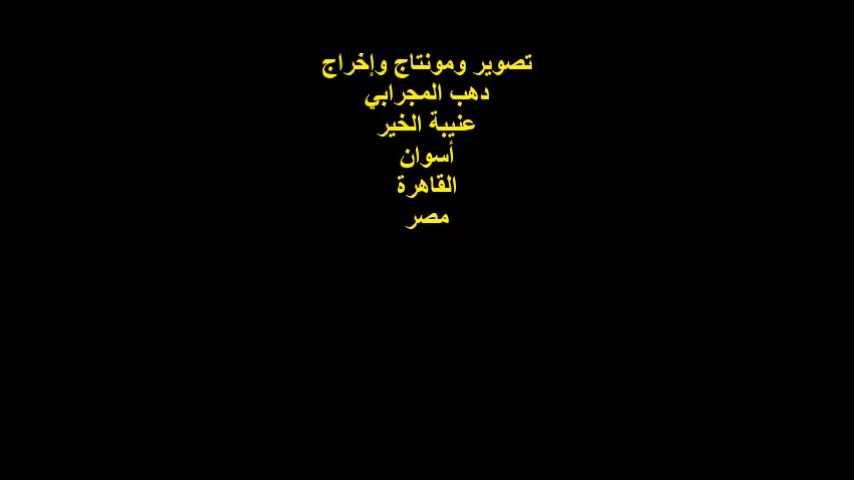 تصوير ومونتاج وإخراج
دهب المجرابي
عنيبة الخير
أسوان
القاهرة
مصر